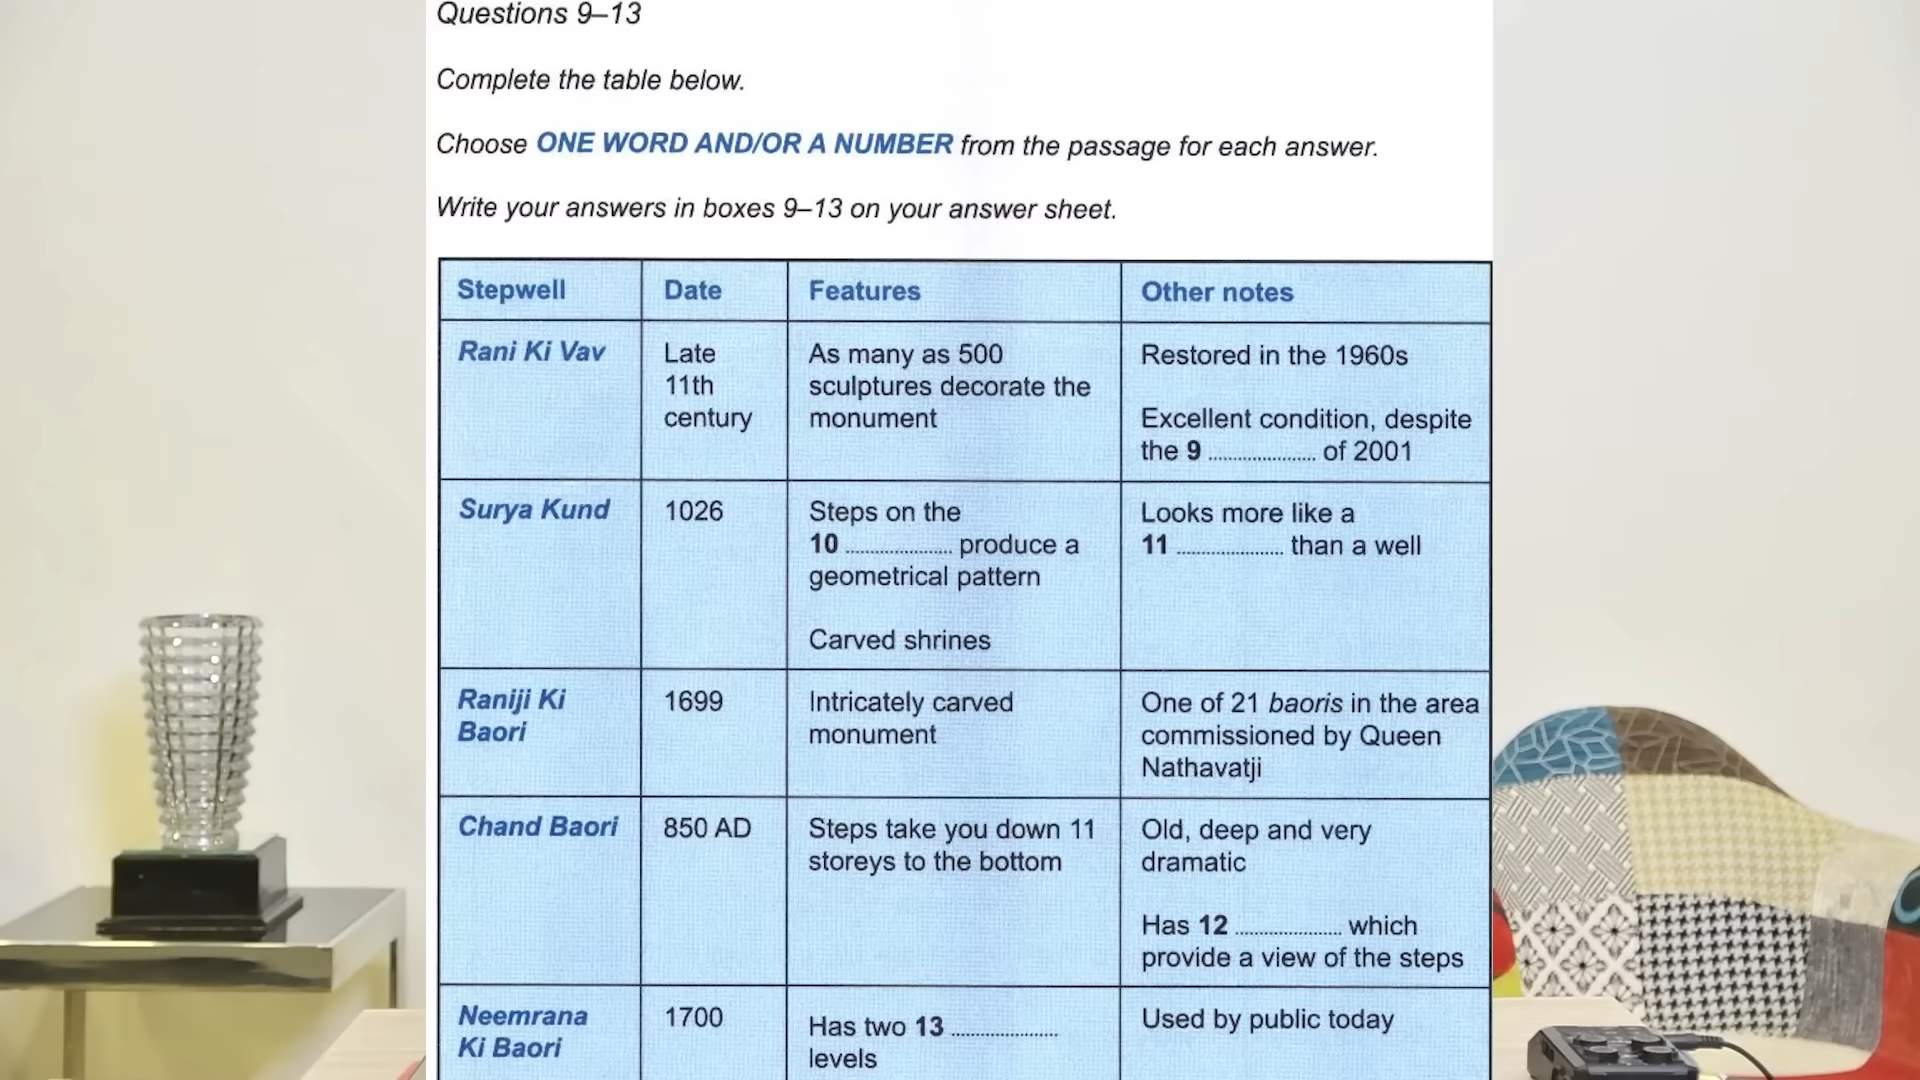 Questions 9–13
Complete the table below.
Choose ONE WORD AND/OR A NUMBER from the passage for each answer.
Write your answers in boxes 9–13 on your answer sheet.
Stepwell Date Features Other notes
Rani Ki Vav
Late
11th
century
As many as 500
sculptures decorate the
monument
Restored in the 1960s
Excellent condition, despite
the 9 .................... of 2001
Surya Kund
1026
Steps on the
10 .................... produce a
geometrical pattern
Carved shrines
Looks more like a
11 .................... than a well
Raniji Ki
Baori
1699
Intricately carved
monument
One of 21 baoris in the area
commissioned by Queen
Nathavatji
Chand Baori
850 AD
Steps take you down 11
storeys to the bottom
Old, deep and very
dramatic
Has 12 .................... which
provide a view of the steps
Neemrana
Ki Baori
1700
Has two 13 ....................
levels
Used by public today